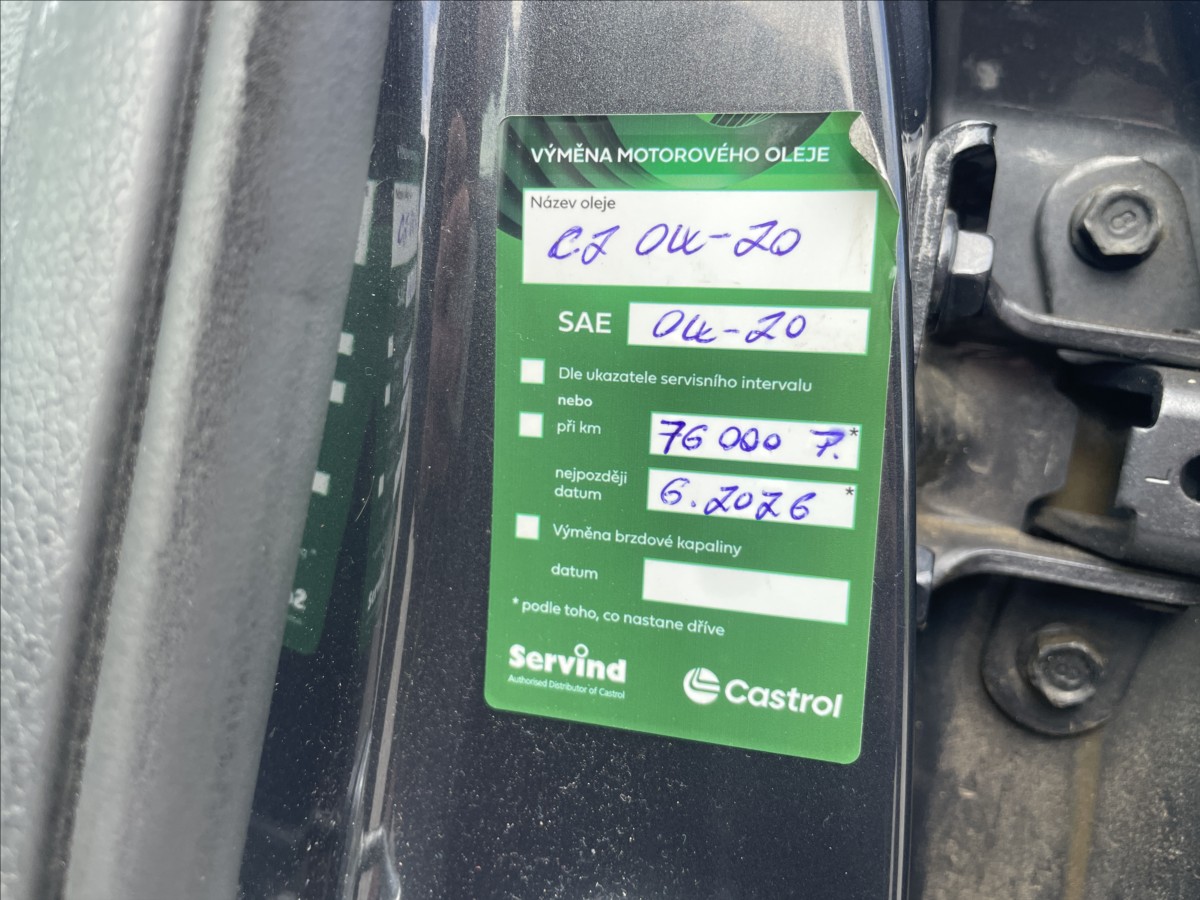 VÝMĚNA MOTOROVÉHO OLEJE
Název oleje
0W-20
SAE 0W-20
Dle ukazatele servisního intervalu
nebo
při km 76 000 *
nejpozději
datum 6.2026 *
Výměna brzdové kapaliny
datum
* podle toho, co nastane dříve
Servind
Authorised Distributor of Castrol
Castrol